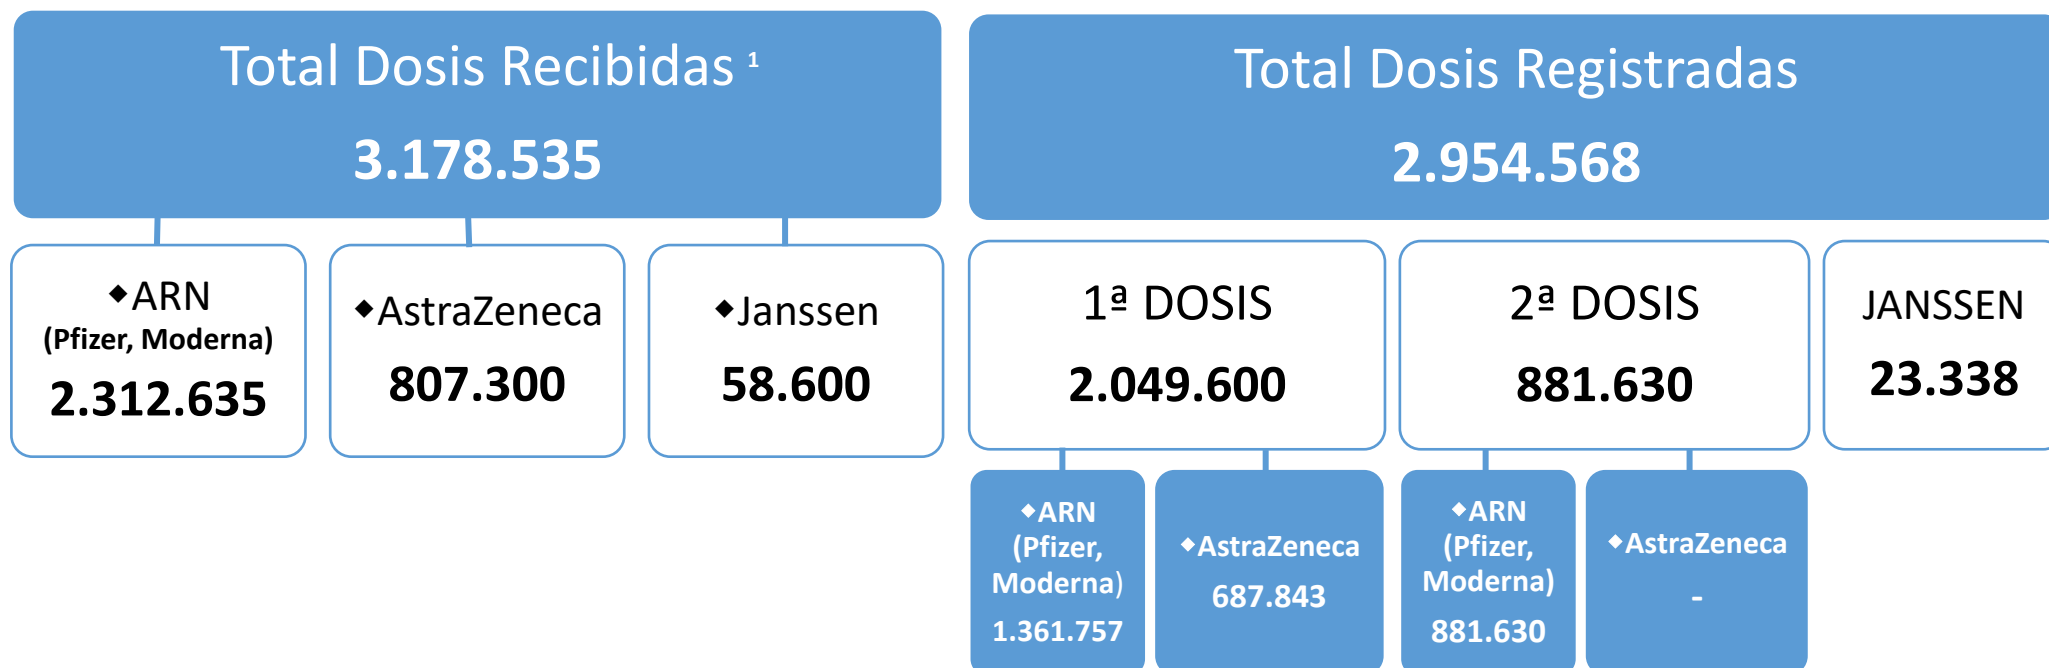 Total Dosis Recibidas 1
3.178.535
◆ARN
(Pfizer, Moderna)
2.312.635
◆AstraZeneca
807.300
◆Janssen
58.600
Total Dosis Registradas
2.954.568
1ª DOSIS
2.049.600
2ª DOSIS
881.630
JANSSEN
23.338
◆ARN
(Pfizer,
Moderna)
1.361.757
◆AstraZeneca
687.843
◆ARN
(Pfizer,
Moderna)
881.630
◆AstraZeneca
-